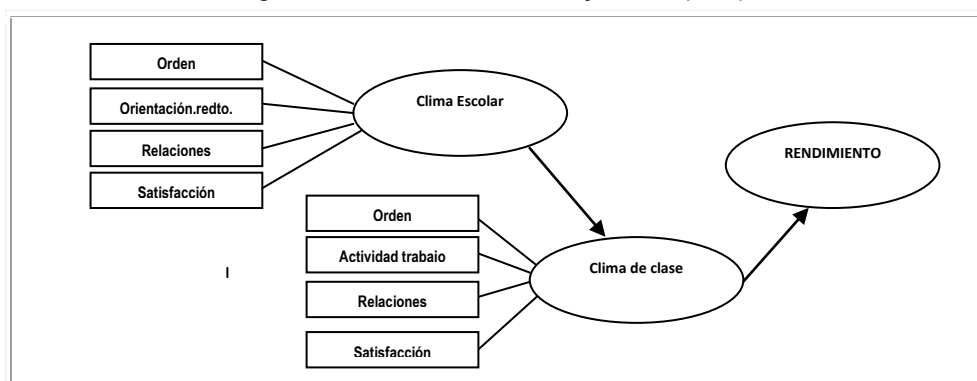 Orden
Orientación.redto.
Relaciones
Satisfacción
Clima Escolar
RENDIMIENTO
Orden
Actividad trabaio
Relaciones
Satisfacción
Clima de clase
I